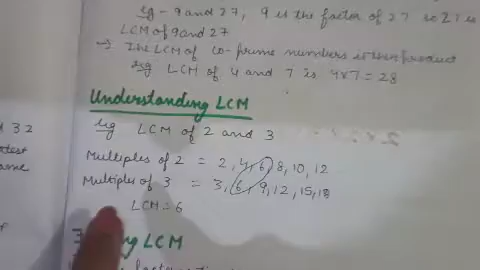 Eg - 9 and 27, 9 is the factor of 27 so 27 is
LCM of 9 and 27
→ The LCM of co-prime numbers is their product
Eg LCM of 4 and 7 is 4x7 = 28
Understanding LCM
Eg LCM of 2 and 3
Multiples of 2 = 2, 4, 6, 8, 10, 12
Multiples of 3 = 3, 6, 9, 12, 15, 18
LCM = 6
LCM
32